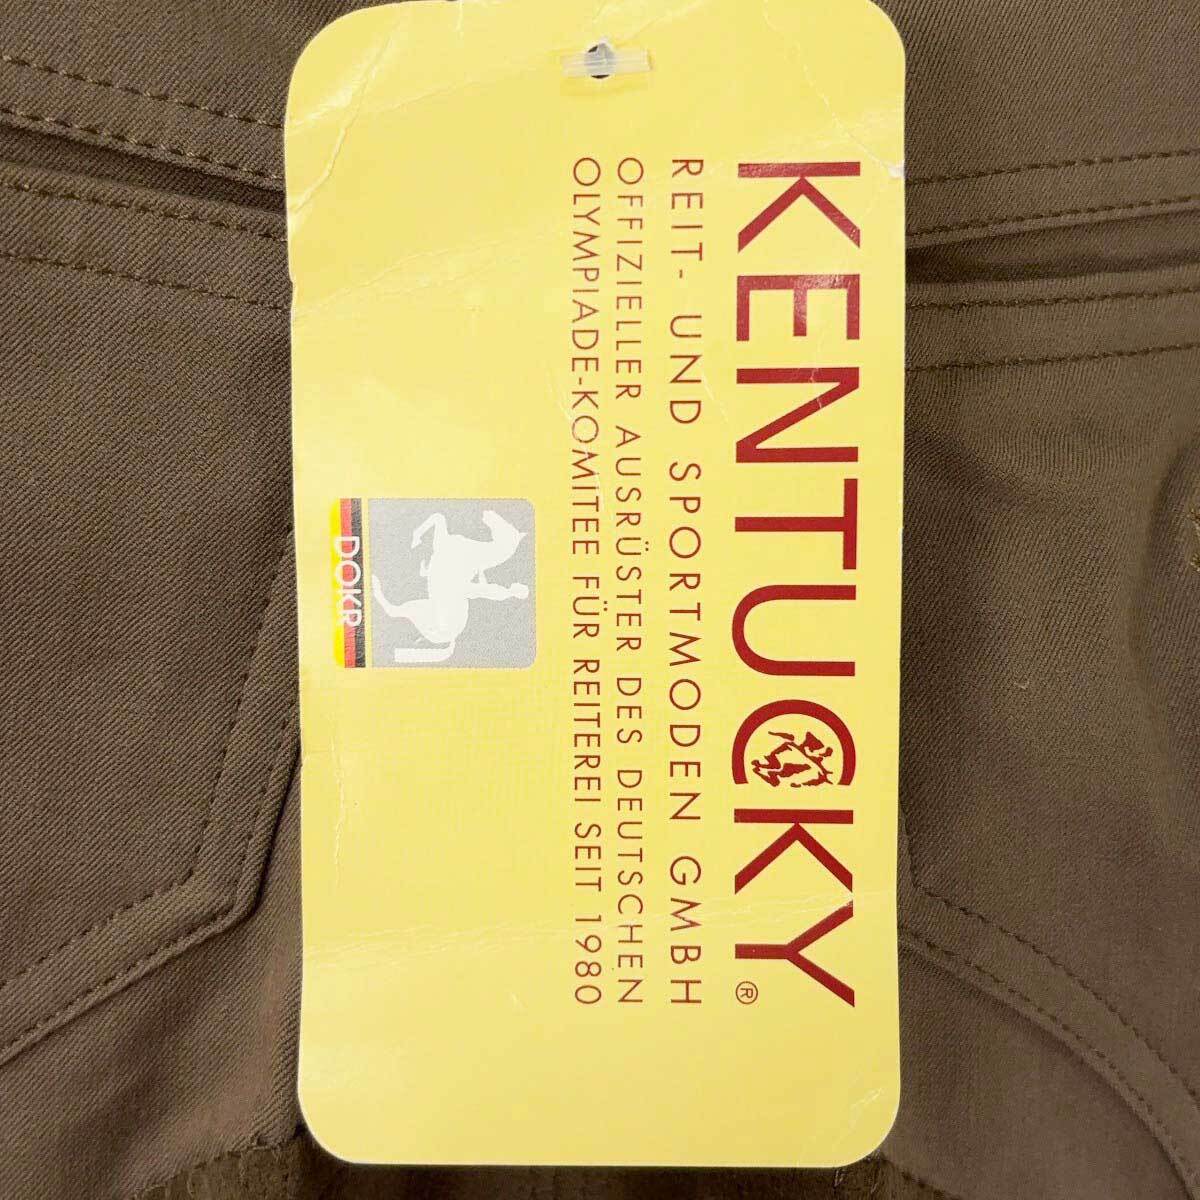 KENTUCKY®
REIT- UND SPORTMODEN GMBH
OFFIZIELLER AUSRÜSTER DES DEUTSCHEN
OLYMPIADE-KOMITEE FÜR REITEREI SEIT 1980
DOKR